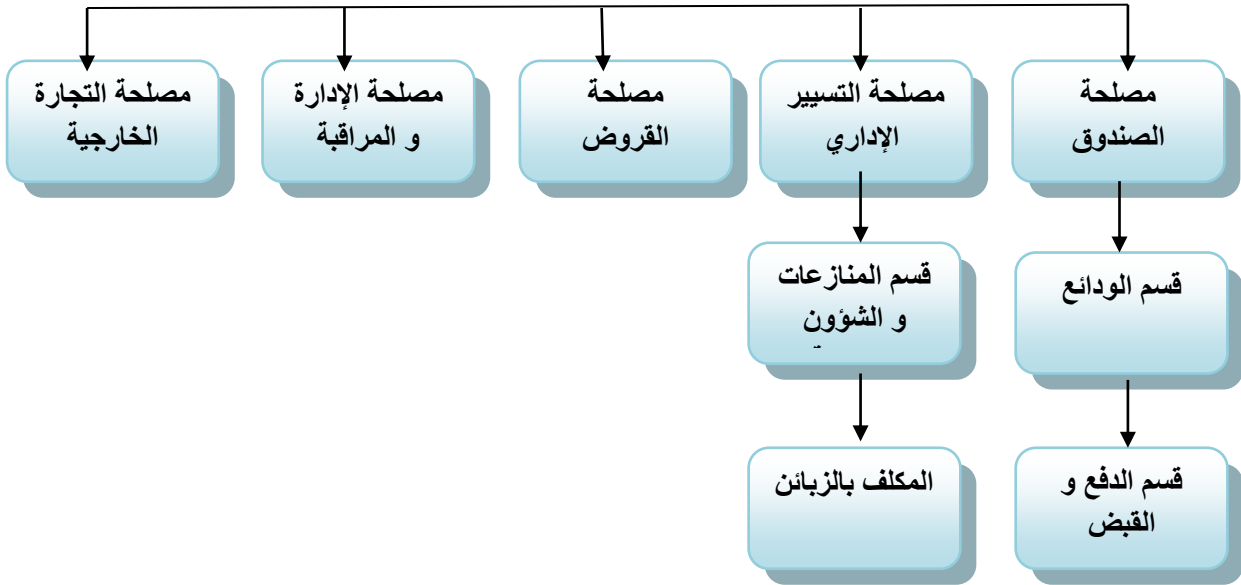 مصلحة
الصندوق
مصلحة التسيير
الإداري
مصلحة
القروض
مصلحة الإدارة
و المراقبة
مصلحة التجارة
الخارجية
قسم الودائع
قسم المنازعات
و الشؤون
قسم الدفع و
القبض
المكلف بالزبائن